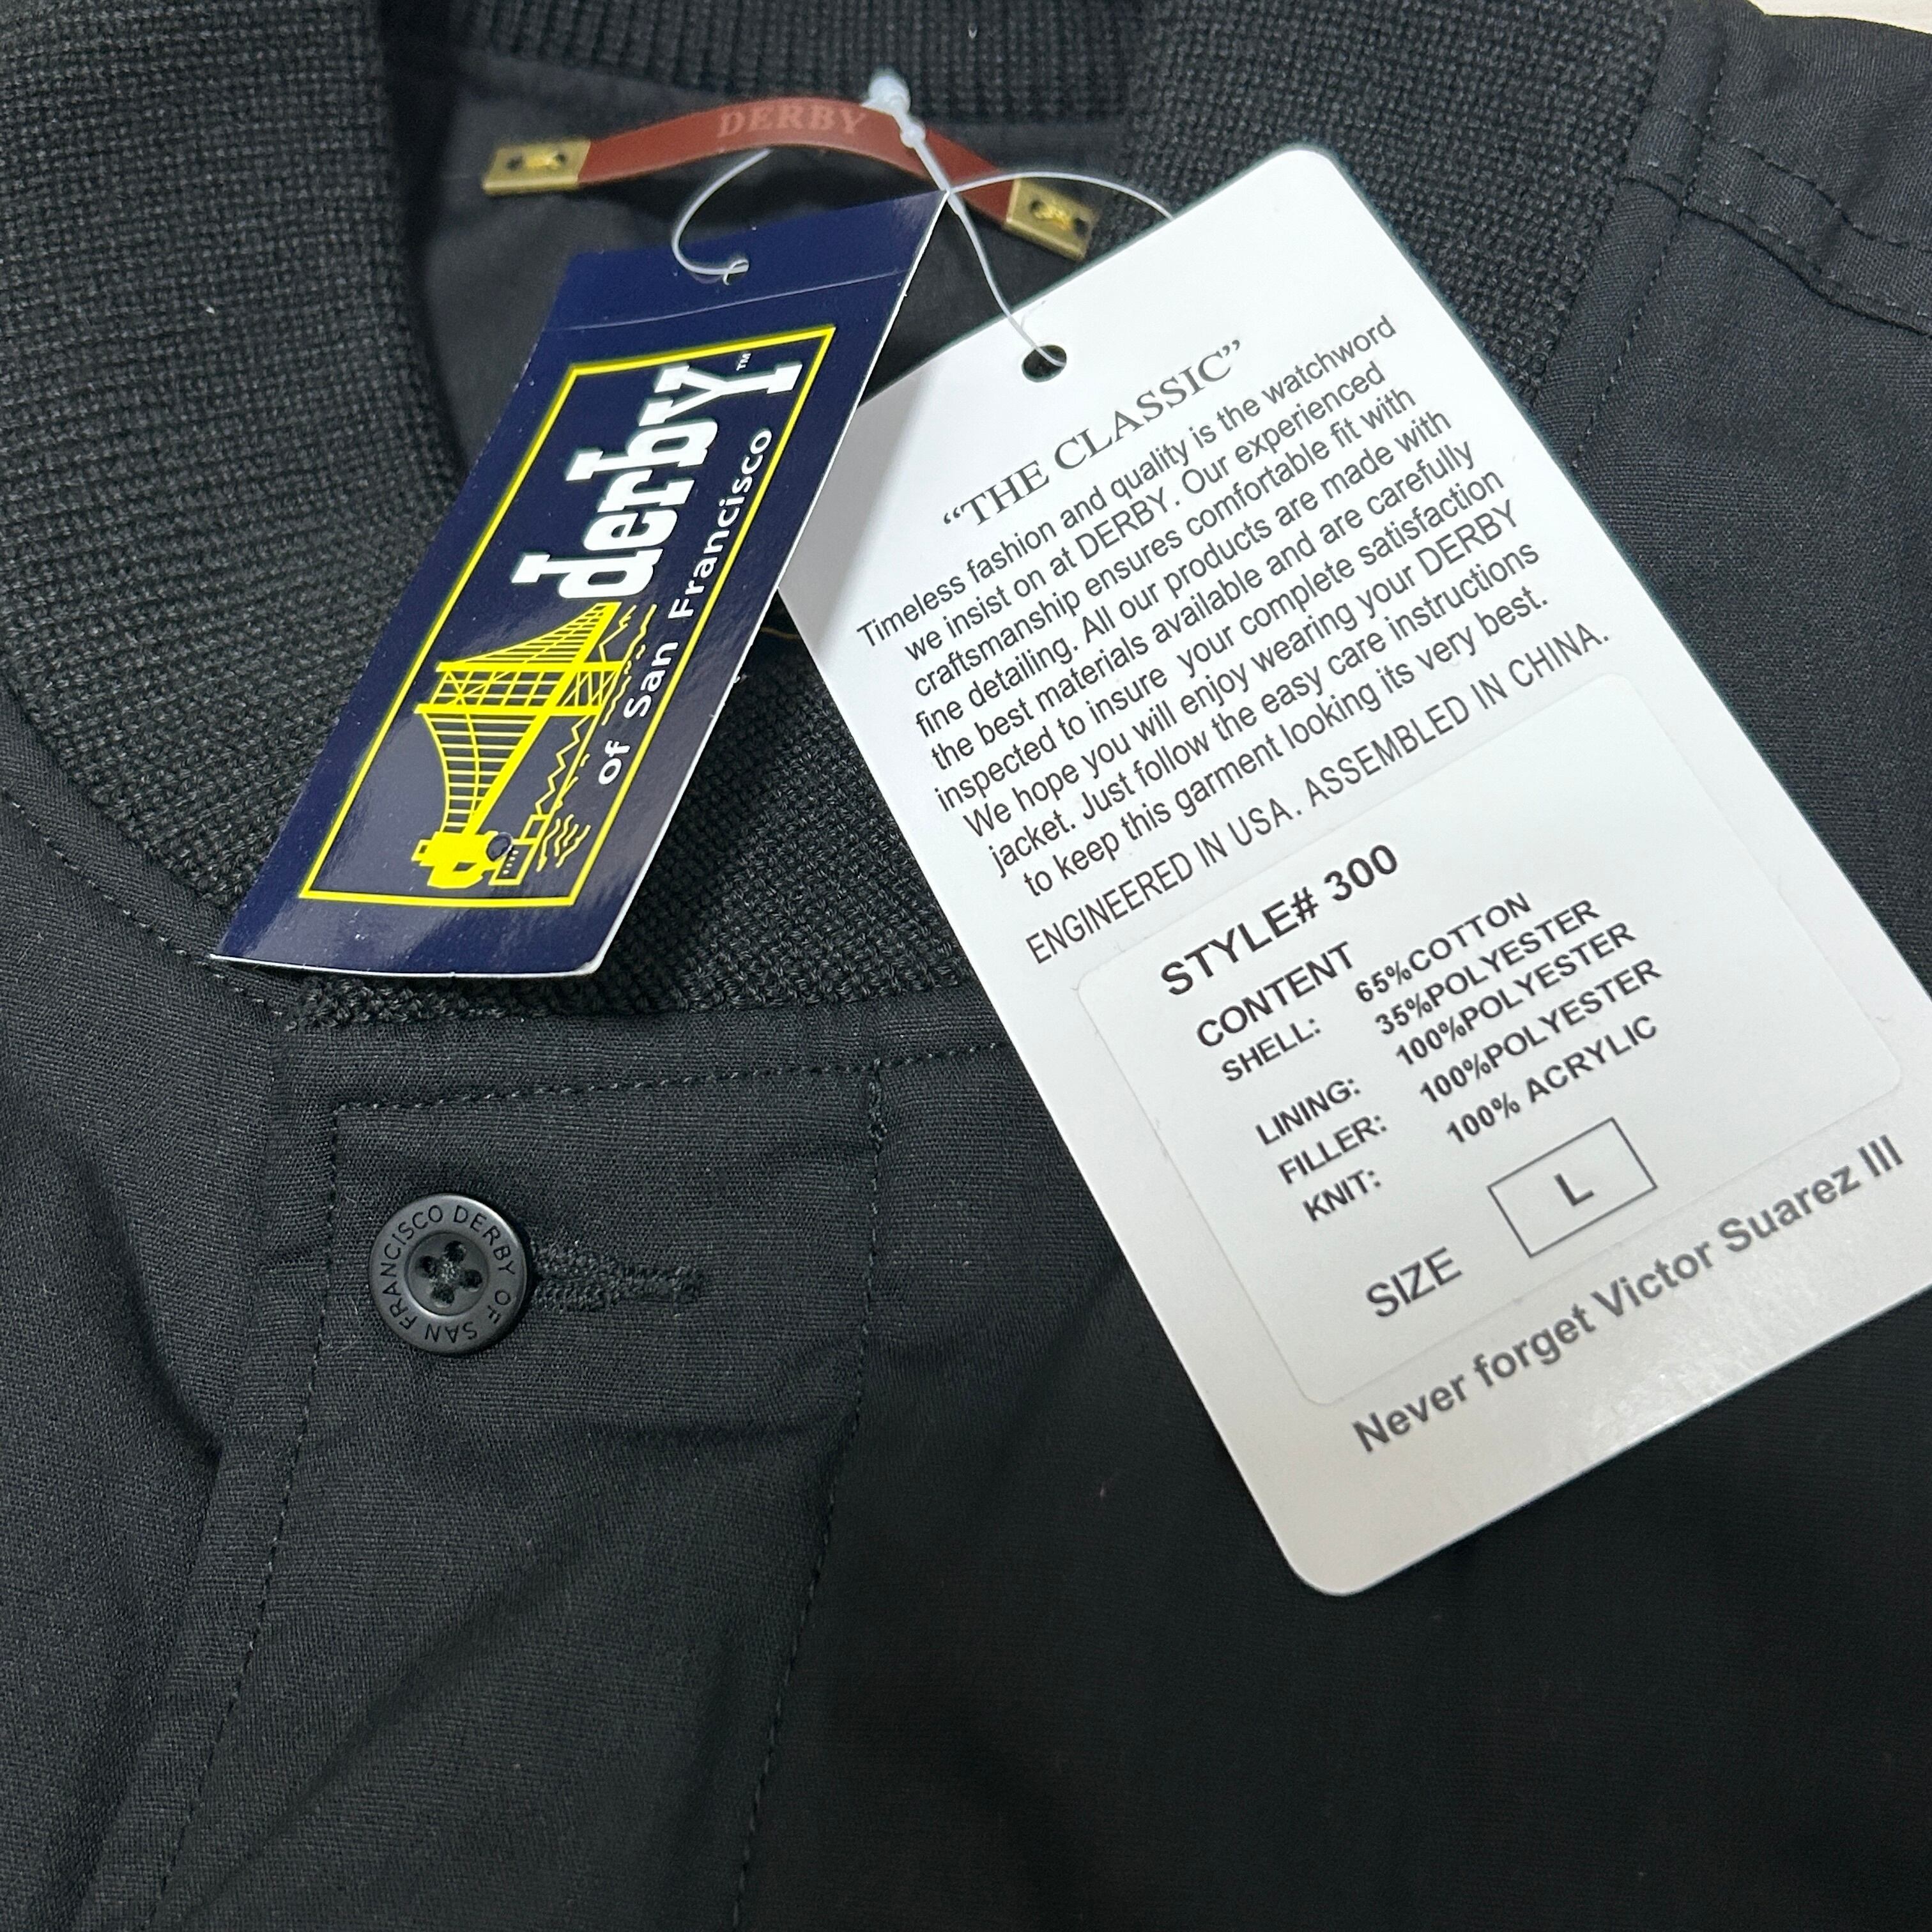 DERBY
derby™
of San Francisco
“THE CLASSIC”
Timeless fashion and quality is the watchword
we insist on at DERBY. Our experienced
craftsmanship ensures comfortable fit with
fine detailing. All our products are made with
the best materials available and are carefully
inspected to insure your complete satisfaction
We hope you will enjoy wearing your DERBY
jacket. Just follow the easy care instructions
to keep this garment looking its very best.
ENGINEERED IN USA. ASSEMBLED IN CHINA.
STYLE# 300
CONTENT
SHELL: 65%COTTON
35%POLYESTER
LINING: 100%POLYESTER
FILLER: 100%POLYESTER
KNIT: 100% ACRYLIC
SIZE L
Never forget Victor Suarez III
DERBY OF SAN FRANCISCO